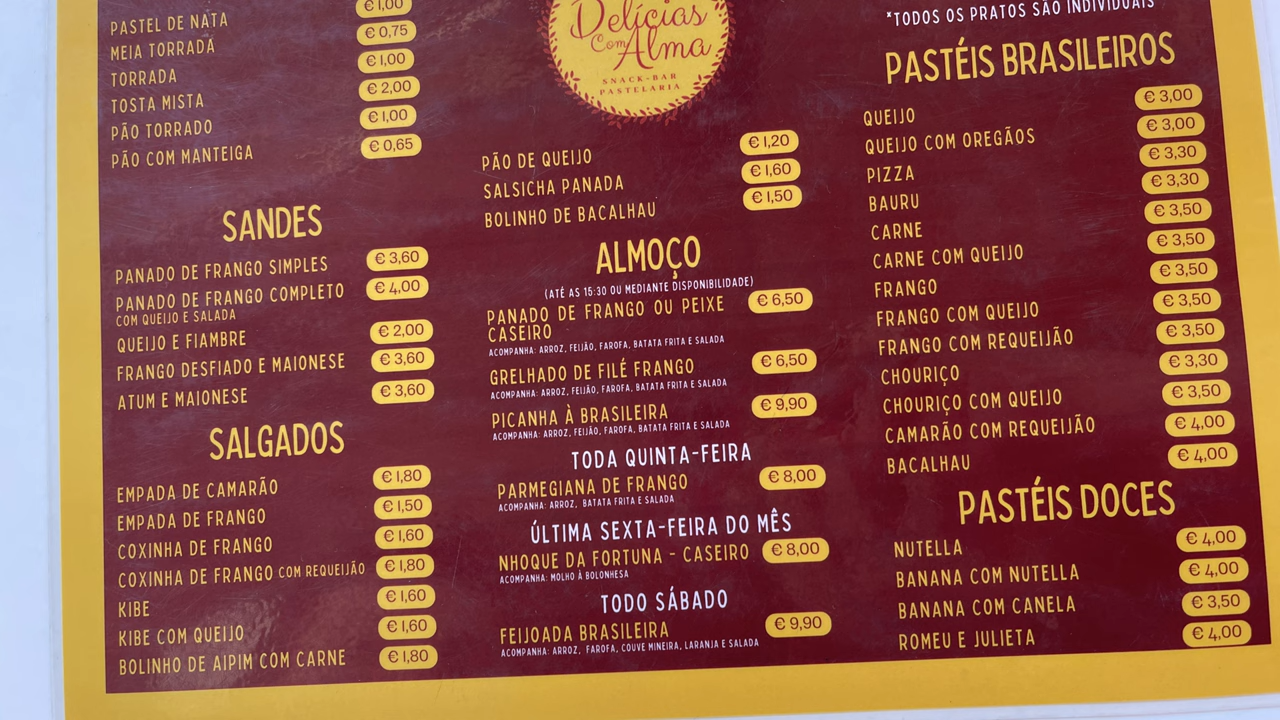 PASTEL DE NATA € 1,00
MEIA TORRADA € 0,75
TORRADA € 1,00
TOSTA MISTA € 2,00
PÃO TORRADO € 1,00
PÃO COM MANTEIGA € 0,65
SANDES
PANADO DE FRANGO SIMPLES € 3,60
PANADO DE FRANGO COMPLETO € 4,00
COM QUEIJO E SALADA
QUEIJO E FIAMBRE € 2,00
FRANGO DESFIADO E MAIONESE € 3,60
ATUM E MAIONESE € 3,60
SALGADOS
EMPADA DE CAMARÃO € 1,80
EMPADA DE FRANGO € 1,50
COXINHA DE FRANGO € 1,60
COXINHA DE FRANGO COM REQUEIJÃO € 1,80
KIBE € 1,60
KIBE COM QUEIJO € 1,60
BOLINHO DE AIPIM COM CARNE € 1,80
Delícias
Com Alma
SNACK-BAR
PASTELARIA
PÃO DE QUEIJO € 1,20
SALSICHA PANADA € 1,60
BOLINHO DE BACALHAU € 1,50
ALMOÇO
(ATÉ AS 15:30 OU MEDIANTE DISPONIBILIDADE)
PANADO DE FRANGO OU PEIXE € 6,50
CASEIRO
ACOMPANHA: ARROZ, FEIJÃO, FAROFA, BATATA FRITA E SALADA
GRELHADO DE FILÉ FRANGO € 6,50
ACOMPANHA: ARROZ, FEIJÃO, FAROFA, BATATA FRITA E SALADA
PICANHA À BRASILEIRA € 9,90
ACOMPANHA: ARROZ, FEIJÃO, FAROFA, BATATA FRITA E SALADA
TODA QUINTA-FEIRA
PARMEGIANA DE FRANGO € 8,00
ACOMPANHA: ARROZ, BATATA FRITA E SALADA
ÚLTIMA SEXTA-FEIRA DO MÊS
NHOQUE DA FORTUNA - CASEIRO € 8,00
ACOMPANHA: MOLHO À BOLONHESA
TODO SÁBADO
FEIJOADA BRASILEIRA € 9,90
ACOMPANHA: ARROZ, FAROFA, COUVE MINEIRA, LARANJA E SALADA
*TODOS OS PRATOS SÃO INDIVIDUAIS
PASTÉIS BRASILEIROS
QUEIJO € 3,00
QUEIJO COM OREGÃOS € 3,00
PIZZA € 3,30
BAURU € 3,30
CARNE € 3,50
CARNE COM QUEIJO € 3,50
FRANGO € 3,50
FRANGO COM QUEIJO € 3,50
FRANGO COM REQUEIJÃO € 3,50
CHOURIÇO € 3,30
CHOURIÇO COM QUEIJO € 3,50
CAMARÃO COM REQUEIJÃO € 4,00
BACALHAU € 4,00
PASTÉIS DOCES
NUTELLA € 4,00
BANANA COM NUTELLA € 4,00
BANANA COM CANELA € 3,50
ROMEU E JULIETA € 4,00